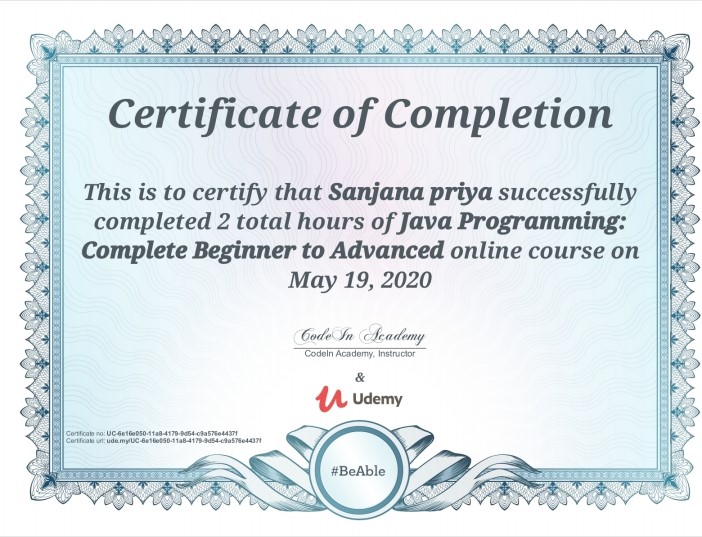 Certificate of Completion
This is to certify that Sanjana priya successfully
completed 2 total hours of Java Programming:
Complete Beginner to Advanced online course on
May 19, 2020
CodeIn Academy
CodeIn Academy, Instructor
&
Udemy
Certificate no: UC-6e16e050-11a8-4179-9d54-c9a576e4437f
Certificate url: ude.my/UC-6e16e050-11a8-4179-9d54-c9a576e4437f
#BeAble